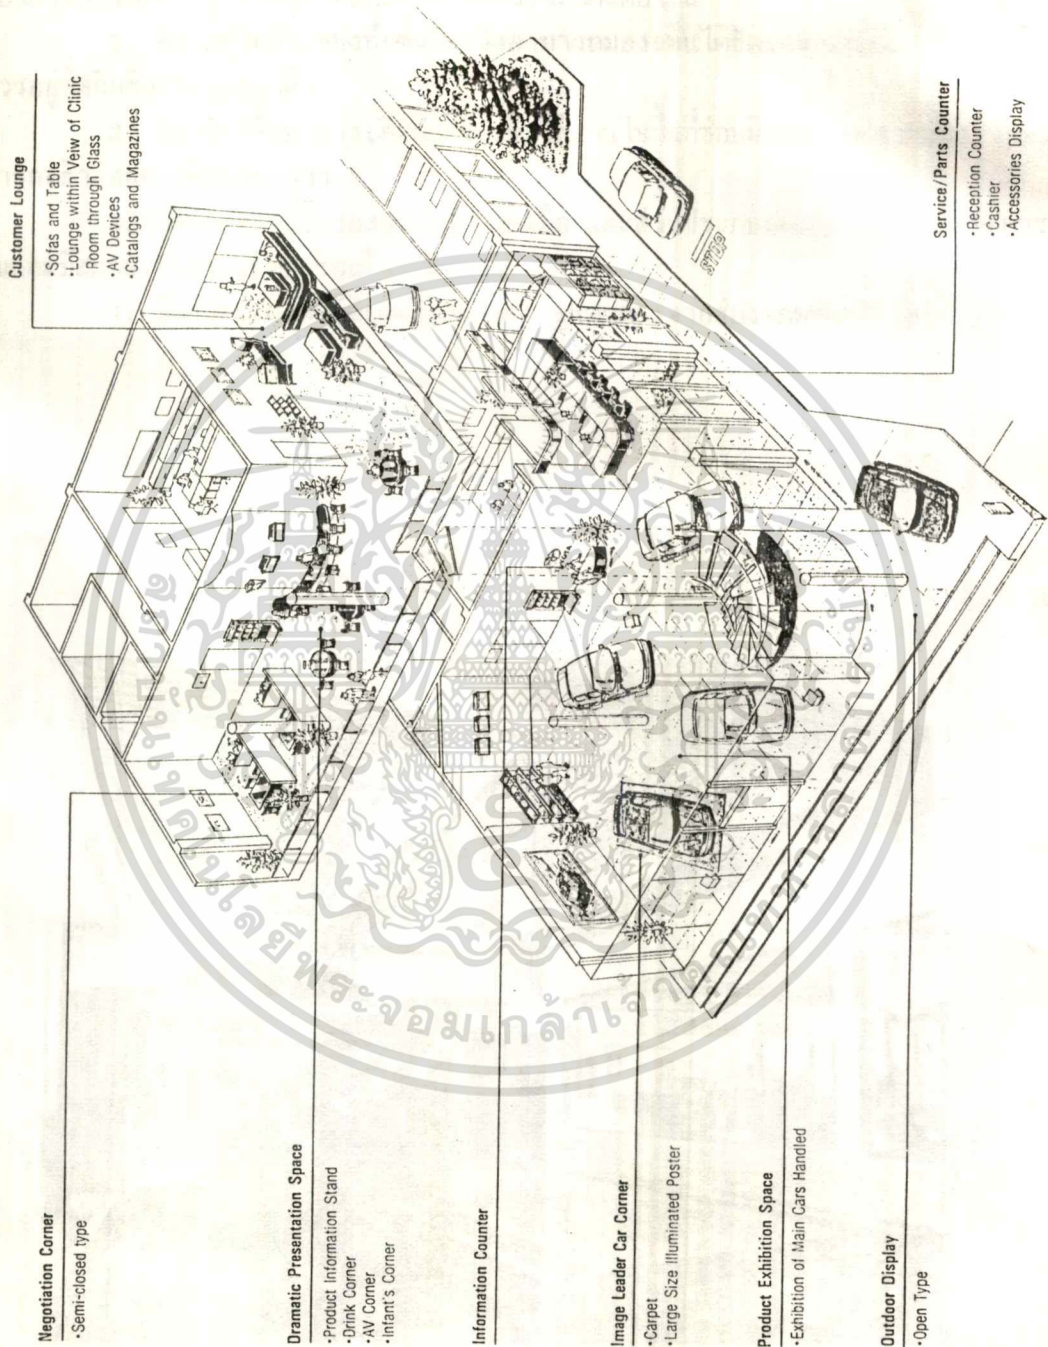 Customer Lounge
·Sofas and Table
·Lounge within Veiw of Clinic
Room through Glass
·AV Devices
·Catalogs and Magazines
Service/Parts Counter
·Reception Counter
·Cashier
·Accessories Display
Negotiation Corner
·Semi-closed type
Dramatic Presentation Space
·Product Information Stand
·Drink Corner
·AV Corner
·Infant's Corner
Information Counter
Image Leader Car Corner
·Carpet
·Large Size Illuminated Poster
Product Exhibition Space
·Exhibition of Main Cars Handled
Outdoor Display
·Open Type
STOP